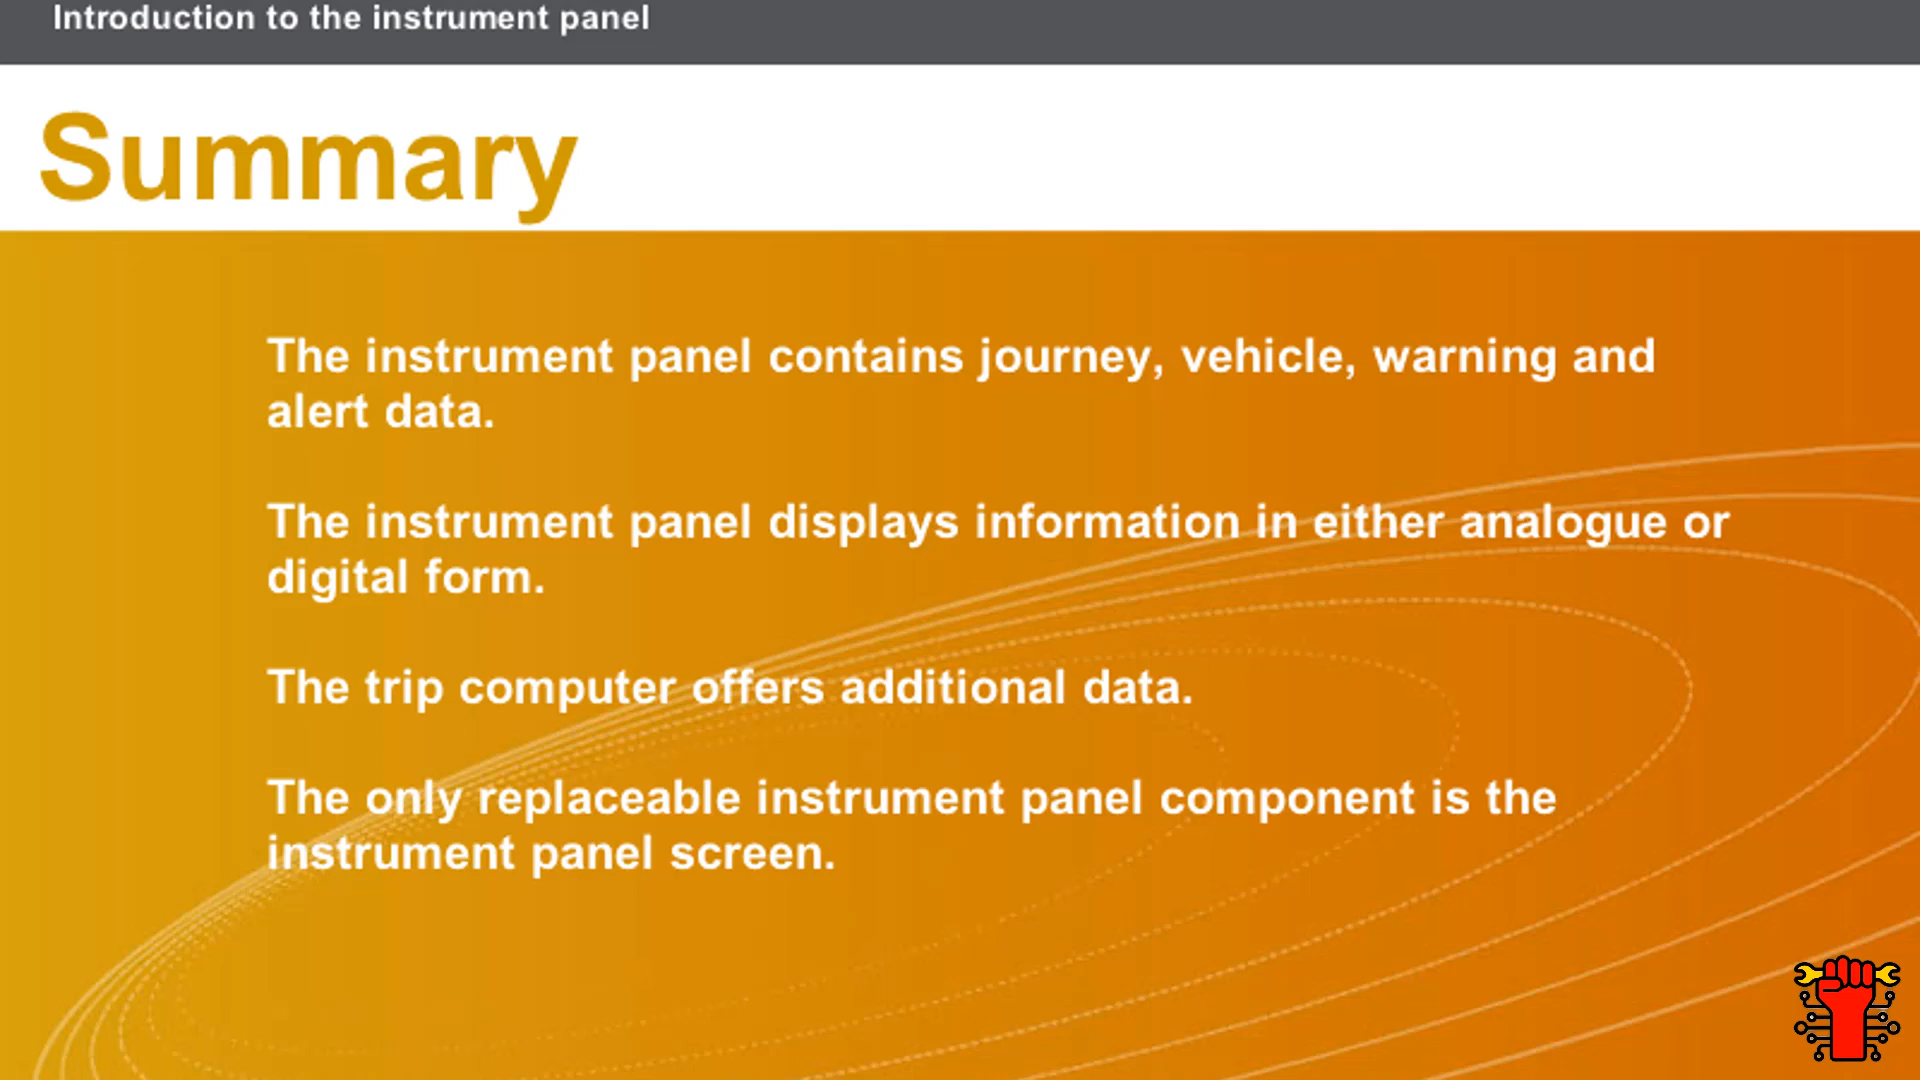 Introduction to the instrument panel
Summary
The instrument panel contains journey, vehicle, warning and
alert data.
The instrument panel displays information in either analogue or
digital form.
The trip computer offers additional data.
The only replaceable instrument panel component is the
instrument panel screen.